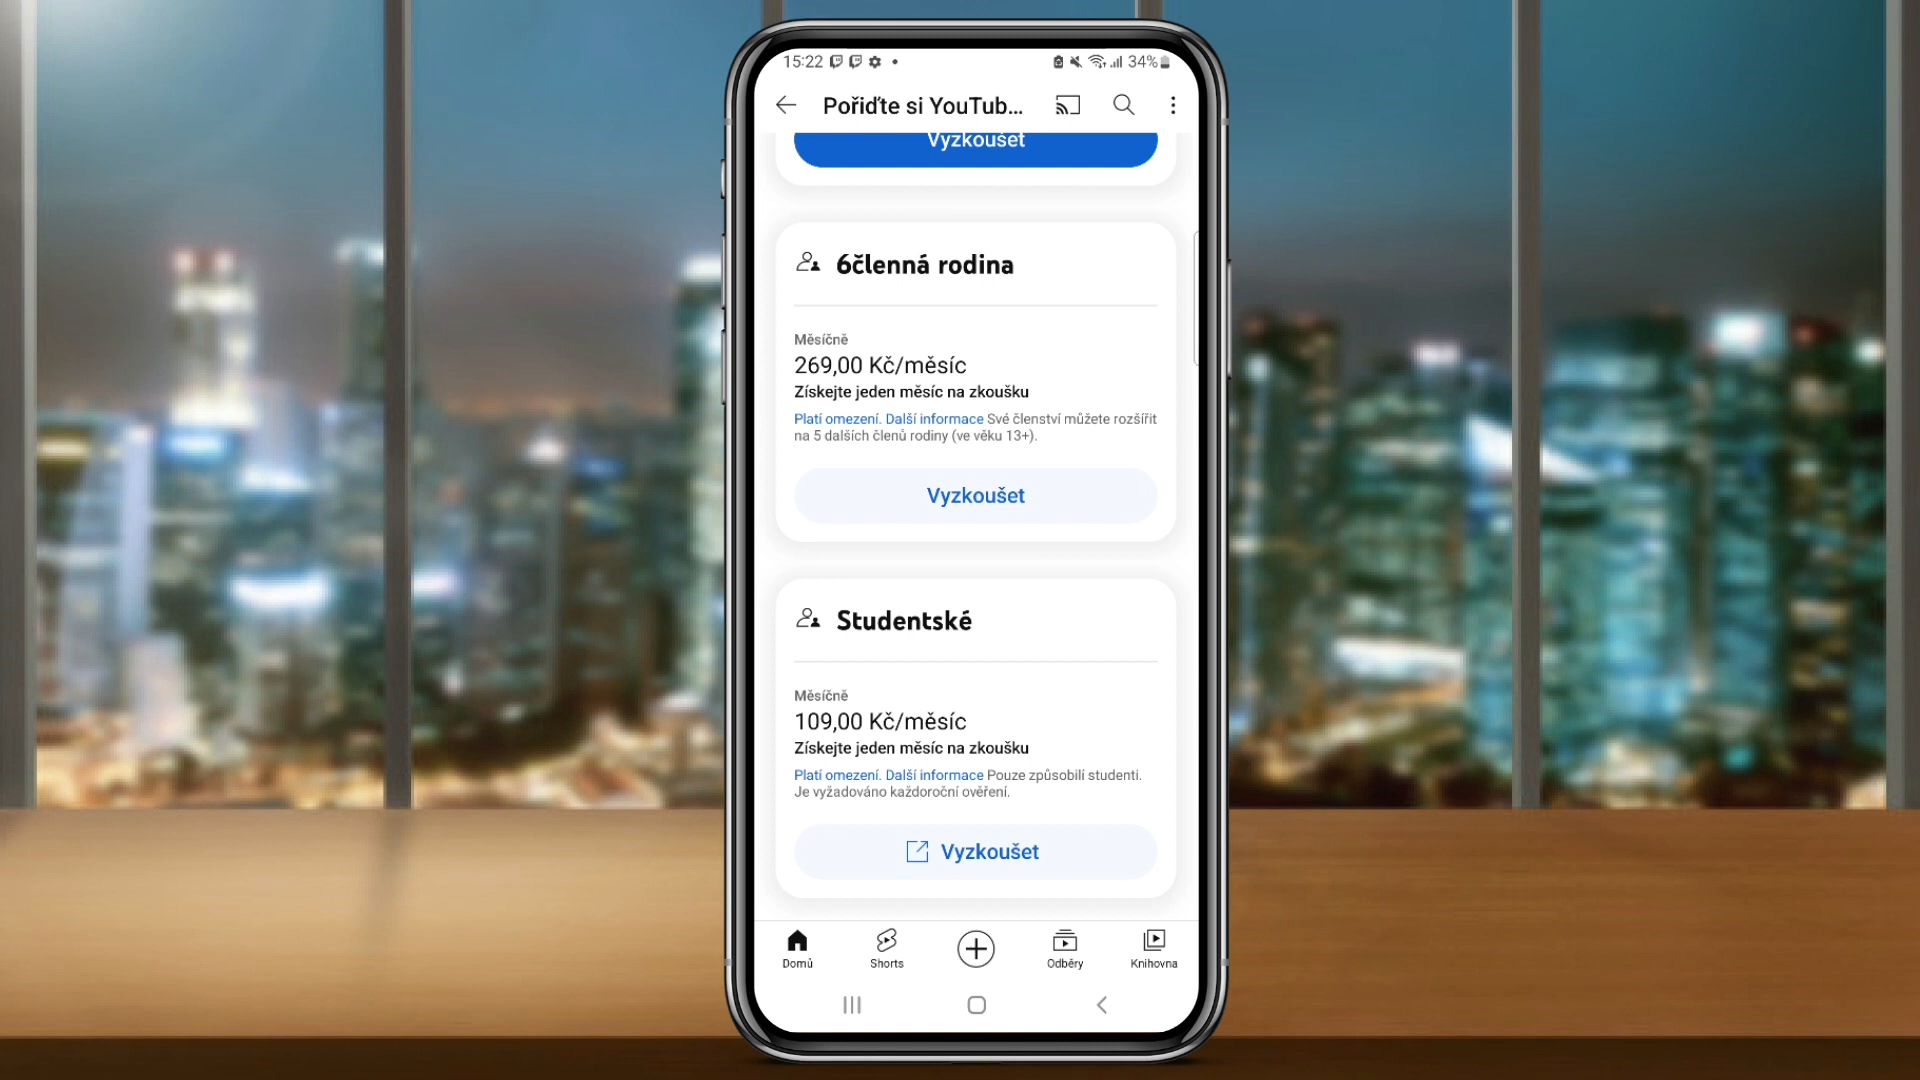 15:22
34%
Pořiďte si YouTub...
Vyzkoušet
6členná rodina
Měsíčně
269,00 Kč/měsíc
Získejte jeden měsíc na zkoušku
Platí omezení. Další informace Své členství můžete rozšířit
na 5 dalších členů rodiny (ve věku 13+).
Vyzkoušet
Studentské
Měsíčně
109,00 Kč/měsíc
Získejte jeden měsíc na zkoušku
Platí omezení. Další informace Pouze způsobilí studenti.
Je vyžadováno každoroční ověření.
Vyzkoušet
Domů
Shorts
Odběry
Knihovna